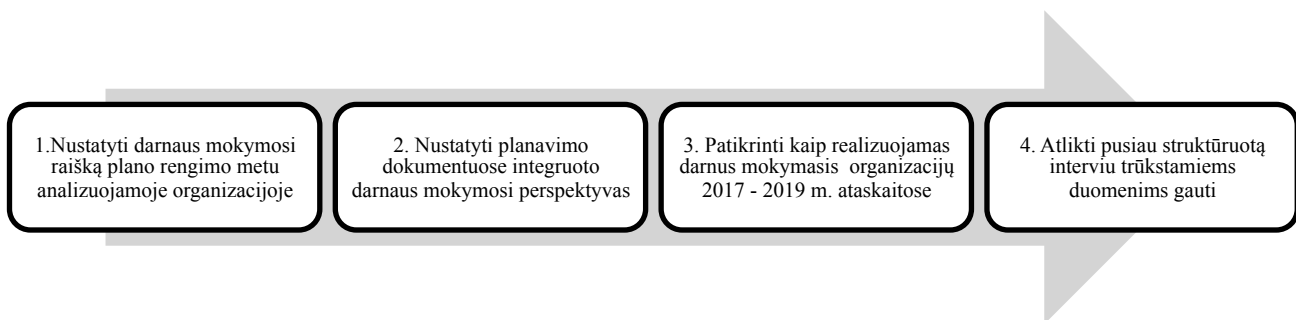 1.Nustatyti darnaus mokymosi
raišką plano rengimo metu
analizuojamoje organizacijoje
2. Nustatyti planavimo
dokumentuose integruoto
darnaus mokymosi perspektyvas
3. Patikrinti kaip realizuojamas
darnus mokymasis organizacijų
2017 - 2019 m. ataskaitose
4. Atlikti pusiau struktūruotą
interviu trūkstamiems
duomenims gauti